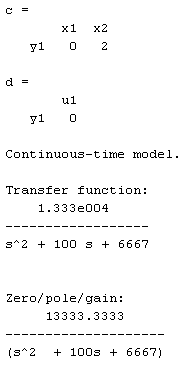 c =
x1 x2
y1 0 2
d =
u1
y1 0
Continuous-time model.
Transfer function:
1.333e004
------------------
s^2 + 100 s + 6667
Zero/pole/gain:
13333.3333
--------------------
(s^2 + 100s + 6667)